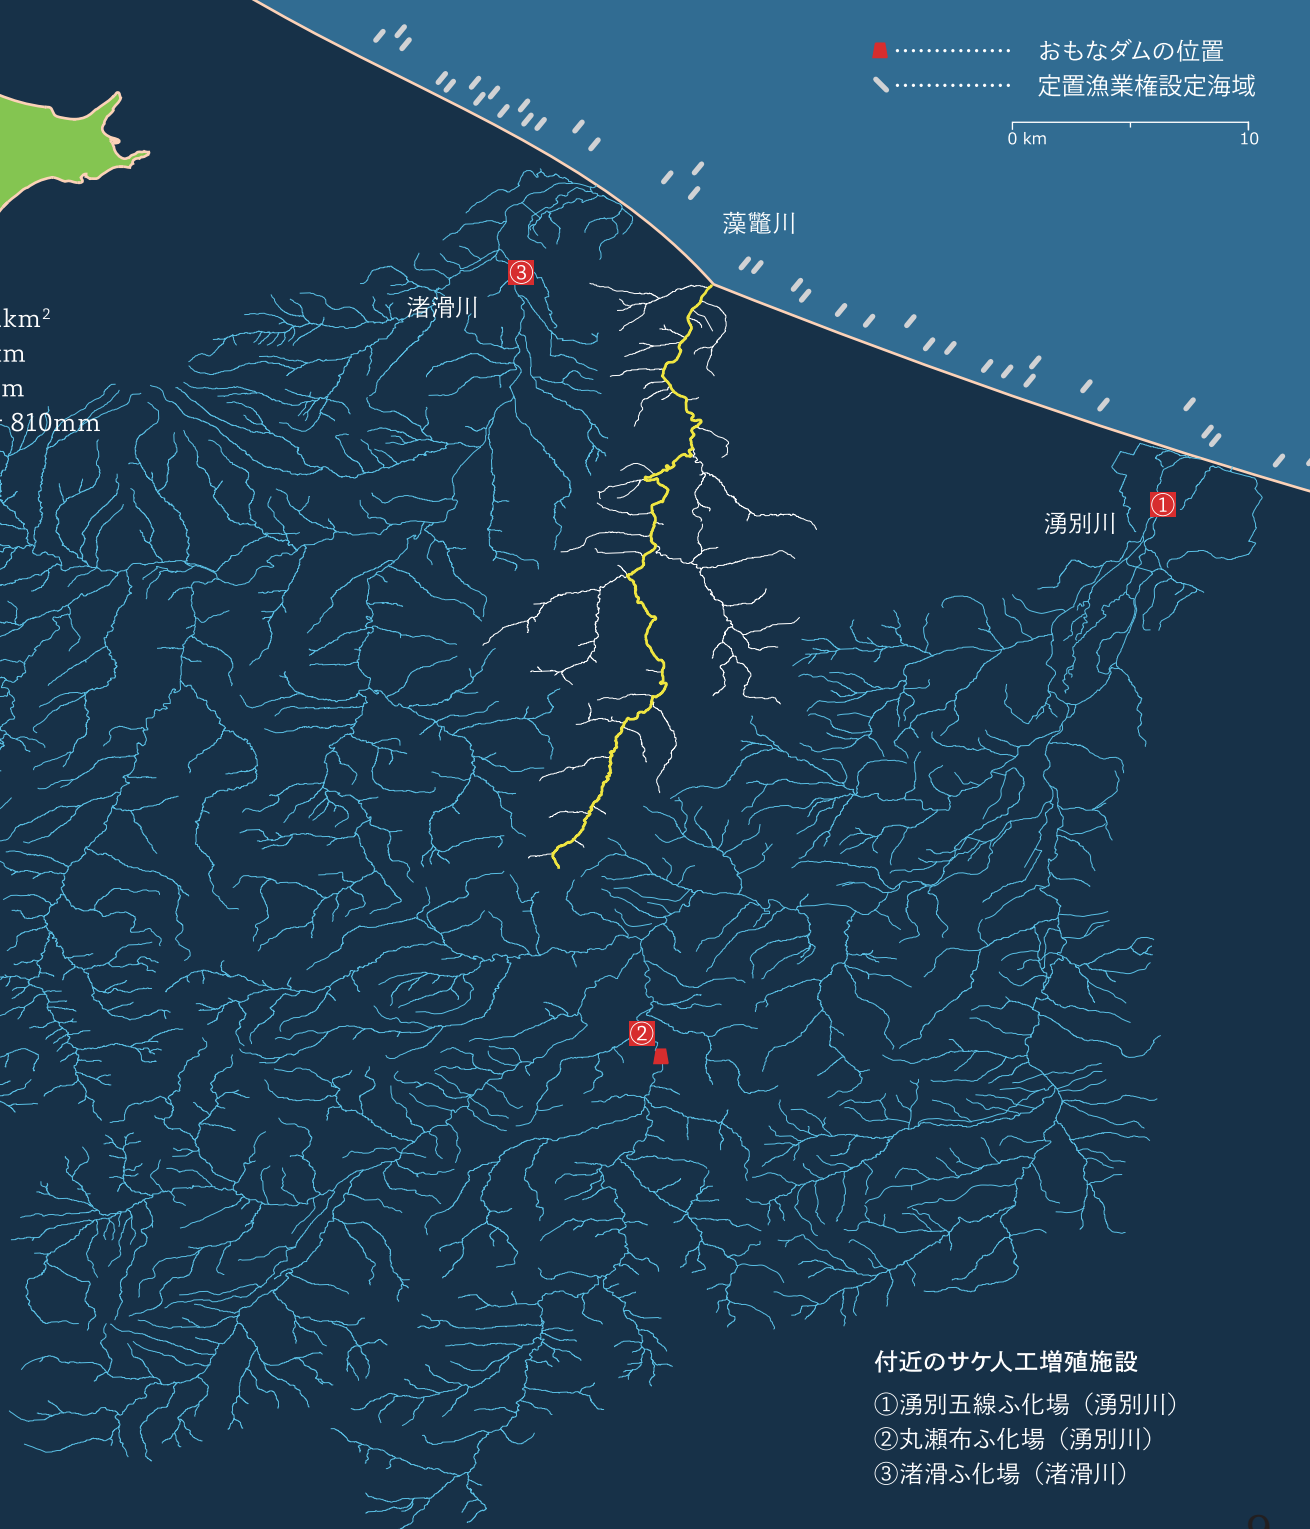 おもなダムの位置
定置漁業権設定海域
0 km 10
藻鼈川
③
渚滑川
km²
m
m
810mm
①
湧別川
②
付近のサケ人工増殖施設
①湧別五線ふ化場（湧別川）
②丸瀬布ふ化場（湧別川）
③渚滑ふ化場（渚滑川）